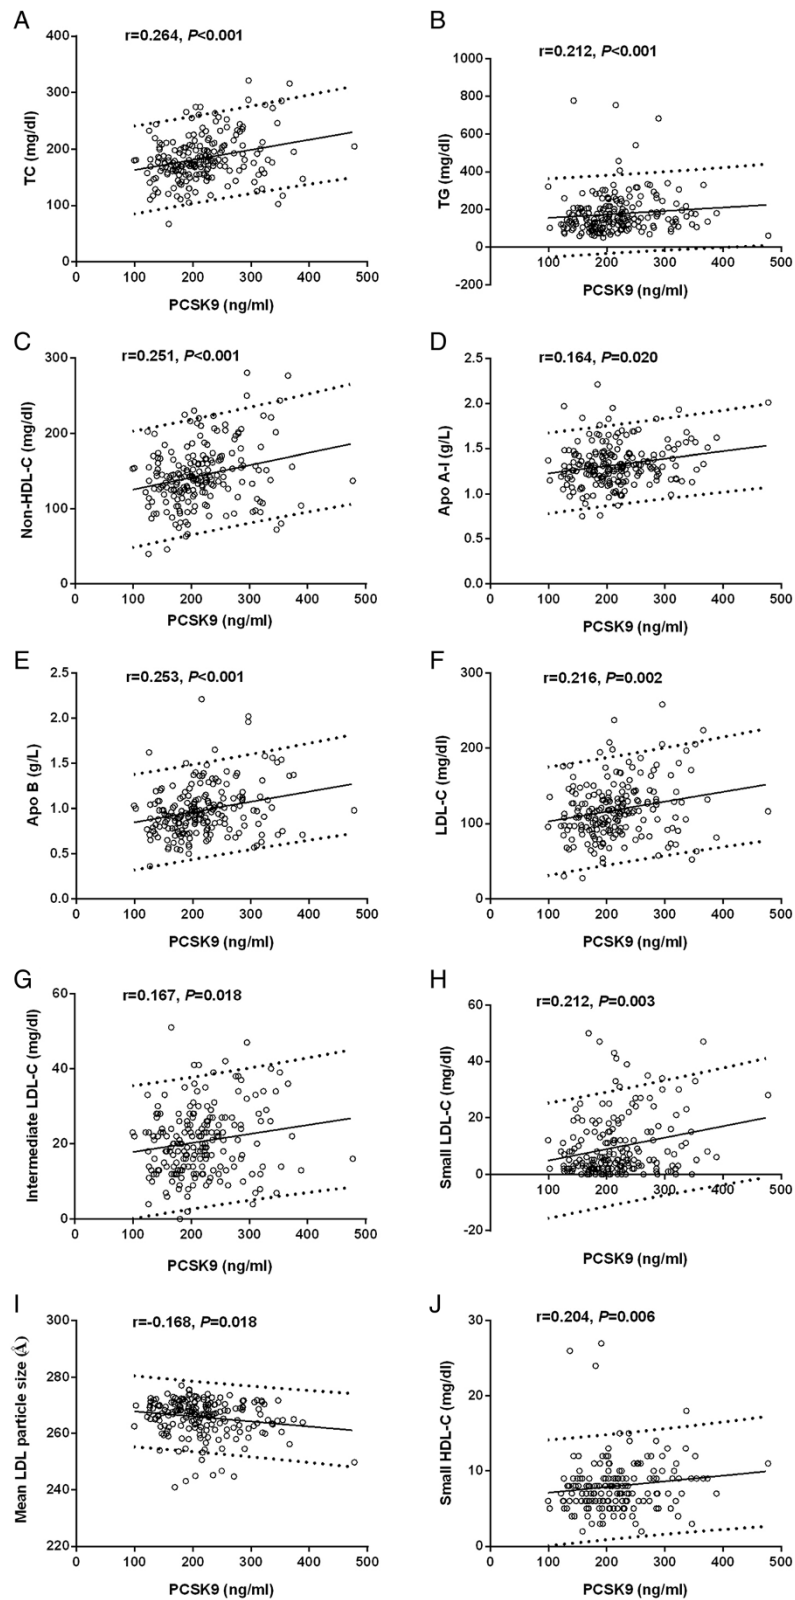 A
r=0.264, P<0.001
400
300
200
100
0
TC (mg/dl)
0 100 200 300 400 500
PCSK9 (ng/ml)
B
r=0.212, P<0.001
1000
800
600
400
200
0
-200
TG (mg/dl)
100 200 300 400 500
PCSK9 (ng/ml)
C
r=0.251, P<0.001
300
200
100
0
Non-HDL-C (mg/dl)
0 100 200 300 400 500
PCSK9 (ng/ml)
D
r=0.164, P=0.020
2.5
2.0
1.5
1.0
0.5
0.0
Apo A-I (g/L)
0 100 200 300 400 500
PCSK9 (ng/ml)
E
r=0.253, P<0.001
2.5
2.0
1.5
1.0
0.5
0.0
Apo B (g/L)
0 100 200 300 400 500
PCSK9 (ng/ml)
F
r=0.216, P=0.002
300
200
100
0
LDL-C (mg/dl)
0 100 200 300 400 500
PCSK9 (ng/ml)
G
r=0.167, P=0.018
60
40
20
0
Intermediate LDL-C (mg/dl)
0 100 200 300 400 500
PCSK9 (ng/ml)
H
r=0.212, P=0.003
60
40
20
0
-20
Small LDL-C (mg/dl)
100 200 300 400 500
PCSK9 (ng/ml)
I
r=-0.168, P=0.018
300
280
260
240
220
Mean LDL particle size (Å)
0 100 200 300 400 500
PCSK9 (ng/ml)
J
r=0.204, P=0.006
30
20
10
0
Small HDL-C (mg/dl)
0 100 200 300 400 500
PCSK9 (ng/ml)